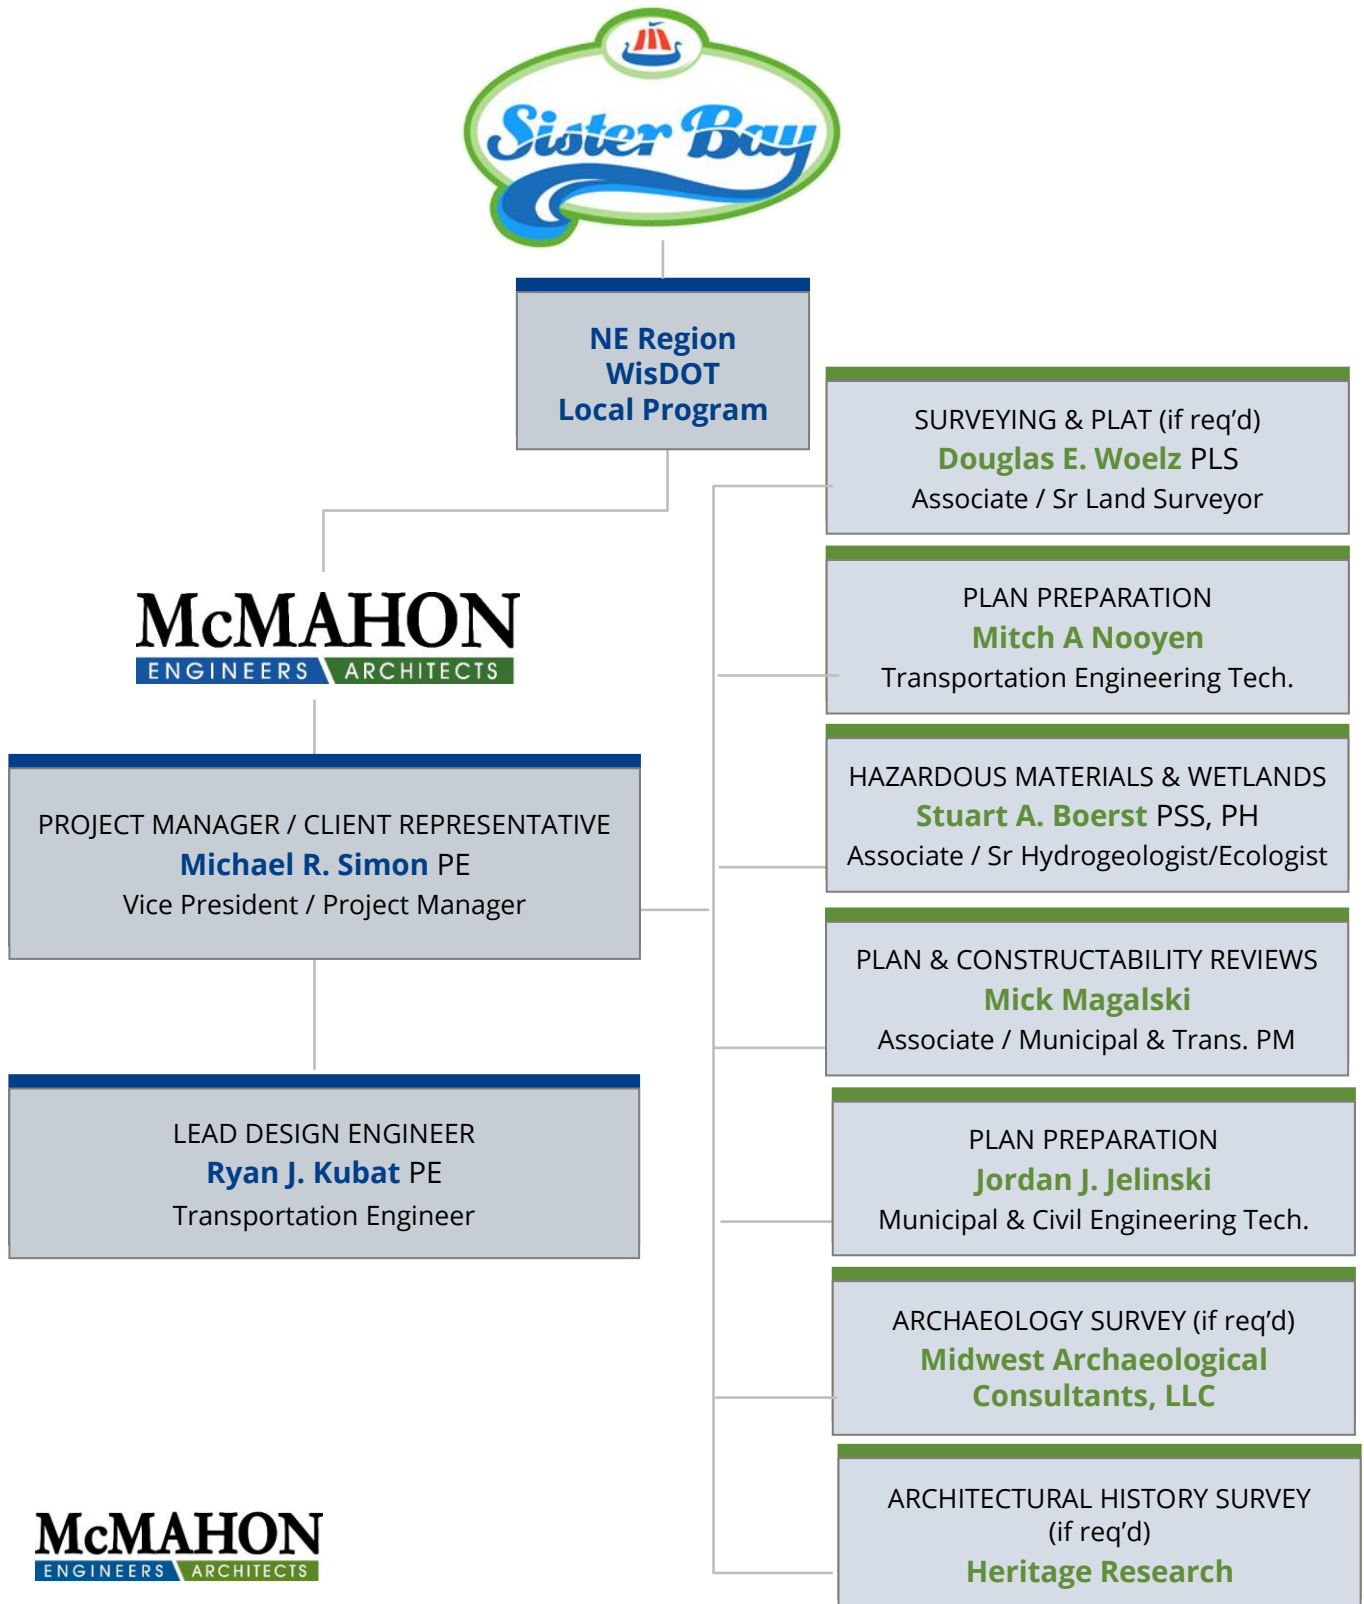 Sister Bay
NE Region
WisDOT
Local Program
McMAHON
ENGINEERS ARCHITECTS
PROJECT MANAGER / CLIENT REPRESENTATIVE
Michael R. Simon PE
Vice President / Project Manager
LEAD DESIGN ENGINEER
Ryan J. Kubat PE
Transportation Engineer
SURVEYING & PLAT (if req’d)
Douglas E. Woelz PLS
Associate / Sr Land Surveyor
PLAN PREPARATION
Mitch A Nooyen
Transportation Engineering Tech.
HAZARDOUS MATERIALS & WETLANDS
Stuart A. Boerst PSS, PH
Associate / Sr Hydrogeologist/Ecologist
PLAN & CONSTRUCTABILITY REVIEWS
Mick Magalski
Associate / Municipal & Trans. PM
PLAN PREPARATION
Jordan J. Jelinski
Municipal & Civil Engineering Tech.
ARCHAEOLOGY SURVEY (if req’d)
Midwest Archaeological
Consultants, LLC
ARCHITECTURAL HISTORY SURVEY
(if req’d)
Heritage Research
McMAHON
ENGINEERS ARCHITECTS